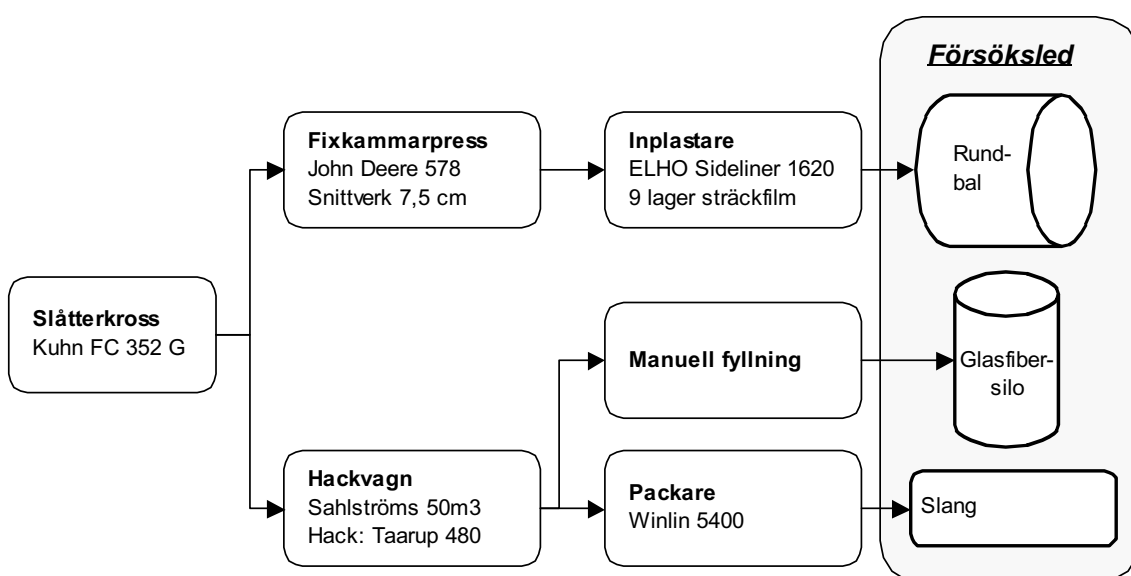 Försöksled
Fixkammarpress
John Deere 578
Snittverk 7,5 cm
Inplastare
ELHO Sideliner 1620
9 lager sträckfilm
Rund-
bal
Slåtterkross
Kuhn FC 352 G
Manuell fyllning
Glasfiber-
silo
Hackvagn
Sahlströms 50m3
Hack: Taarup 480
Packare
Winlin 5400
Slang